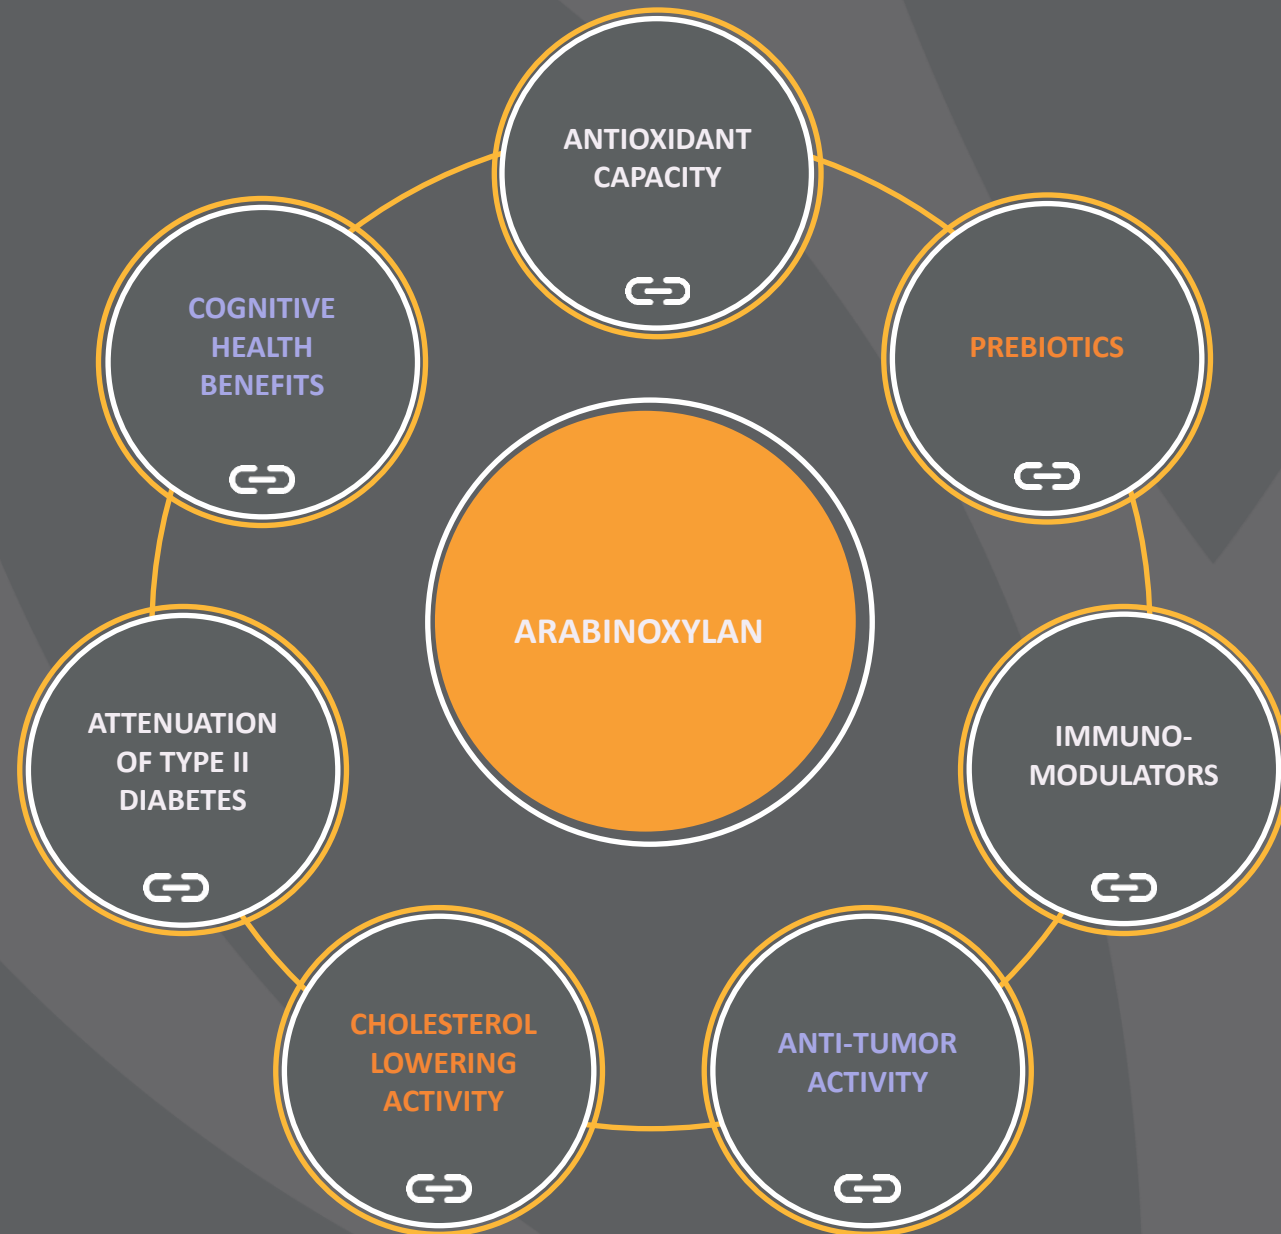 ANTIOXIDANT
CAPACITY
COGNITIVE
HEALTH
BENEFITS
PREBIOTICS
ARABINOXYLAN
ATTENUATION
OF TYPE II
DIABETES
IMMUNO-
MODULATORS
CHOLESTEROL
LOWERING
ACTIVITY
ANTI-TUMOR
ACTIVITY